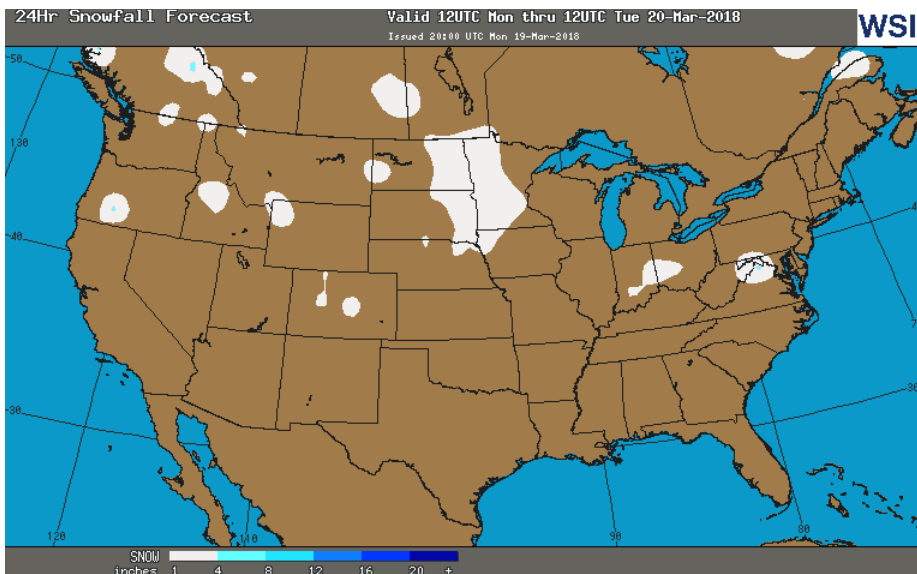 24Hr Snowfall Forecast
Valid 12UTC Mon thru 12UTC Tue 20-Mar-2018
Issued 20:00 UTC Mon 19-Mar-2018
WSI
-50
130
-40
-30
120
110
90
80
SNOW
inches 1 4 8 12 16 20 +